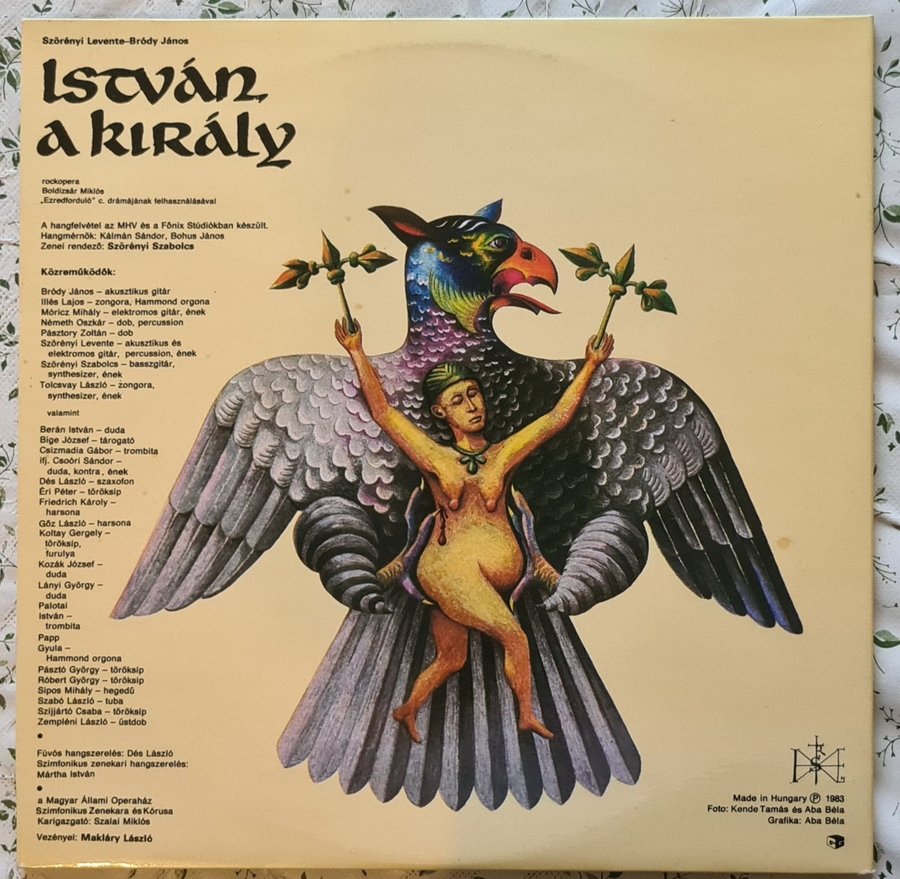 Szörényi Levente–Bródy János
István,
a király
rockopera
Boldizsár Miklós
„Ezredforduló" c. drámájának felhasználásával
A hangfelvétel az MHV és a Főnix Stúdiókban készült.
Hangmérnök: Kálmán Sándor, Bohus János
Zenei rendező: Szörényi Szabolcs
Közreműködők:
Bródy János – akusztikus gitár
Illés Lajos – zongora, Hammond orgona
Móricz Mihály – elektromos gitár, ének
Németh Oszkár – dob, percussion
Pásztory Zoltán – dob
Szörényi Levente – akusztikus és
elektromos gitár, percussion, ének
Szörényi Szabolcs – basszgitár,
synthesizer, ének
Tolcsvay László – zongora,
synthesizer, ének
valamint
Berán István – duda
Bige József – tárogató
Csizmadia Gábor – trombita
ifj. Csoóri Sándor –
duda, kontra, ének
Dés László – szaxofon
Éri Péter – töröksíp
Friedrich Károly –
harsona
Gőz László – harsona
Koltay Gergely –
töröksíp,
furulya
Kozák József –
duda
Lányi György –
duda
Palotai
István –
trombita
Papp
Gyula –
Hammond orgona
Pásztó György – töröksíp
Róbert György – töröksíp
Sipos Mihály – hegedű
Szabó László – tuba
Szíjjártó Csaba – töröksíp
Zempléni László – üstdob
Fúvós hangszerelés: Dés László
Szimfonikus zenekari hangszerelés:
Mártha István
a Magyar Állami Operaház
Szimfonikus Zenekara és Kórusa
Karigazgató: Szalai Miklós
Vezényel: Makláry László
Made in Hungary Ⓟ 1983
Foto: Kende Tamás és Aba Béla
Grafika: Aba Béla